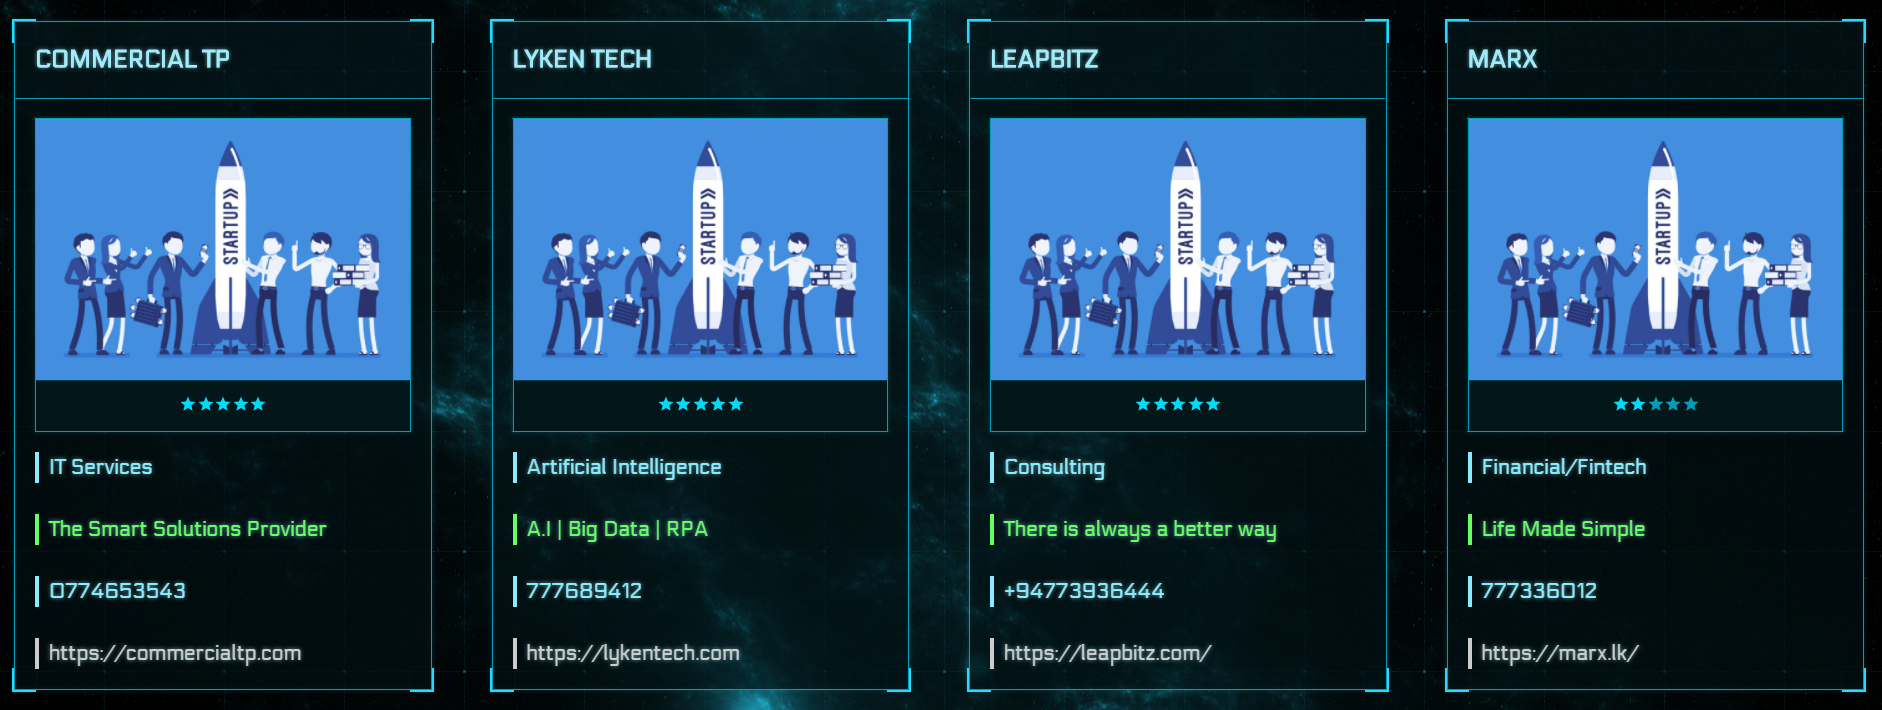 COMMERCIAL TP
STARTUP
IT Services
The Smart Solutions Provider
0774653543
https://commercialtp.com
LYKEN TECH
STARTUP
Artificial Intelligence
A.I | Big Data | RPA
777689412
https://lykentech.com
LEAPBITZ
STARTUP
Consulting
There is always a better way
+94773936444
https://leapbitz.com/
MARX
STARTUP
Financial/Fintech
Life Made Simple
777336012
https://marx.lk/